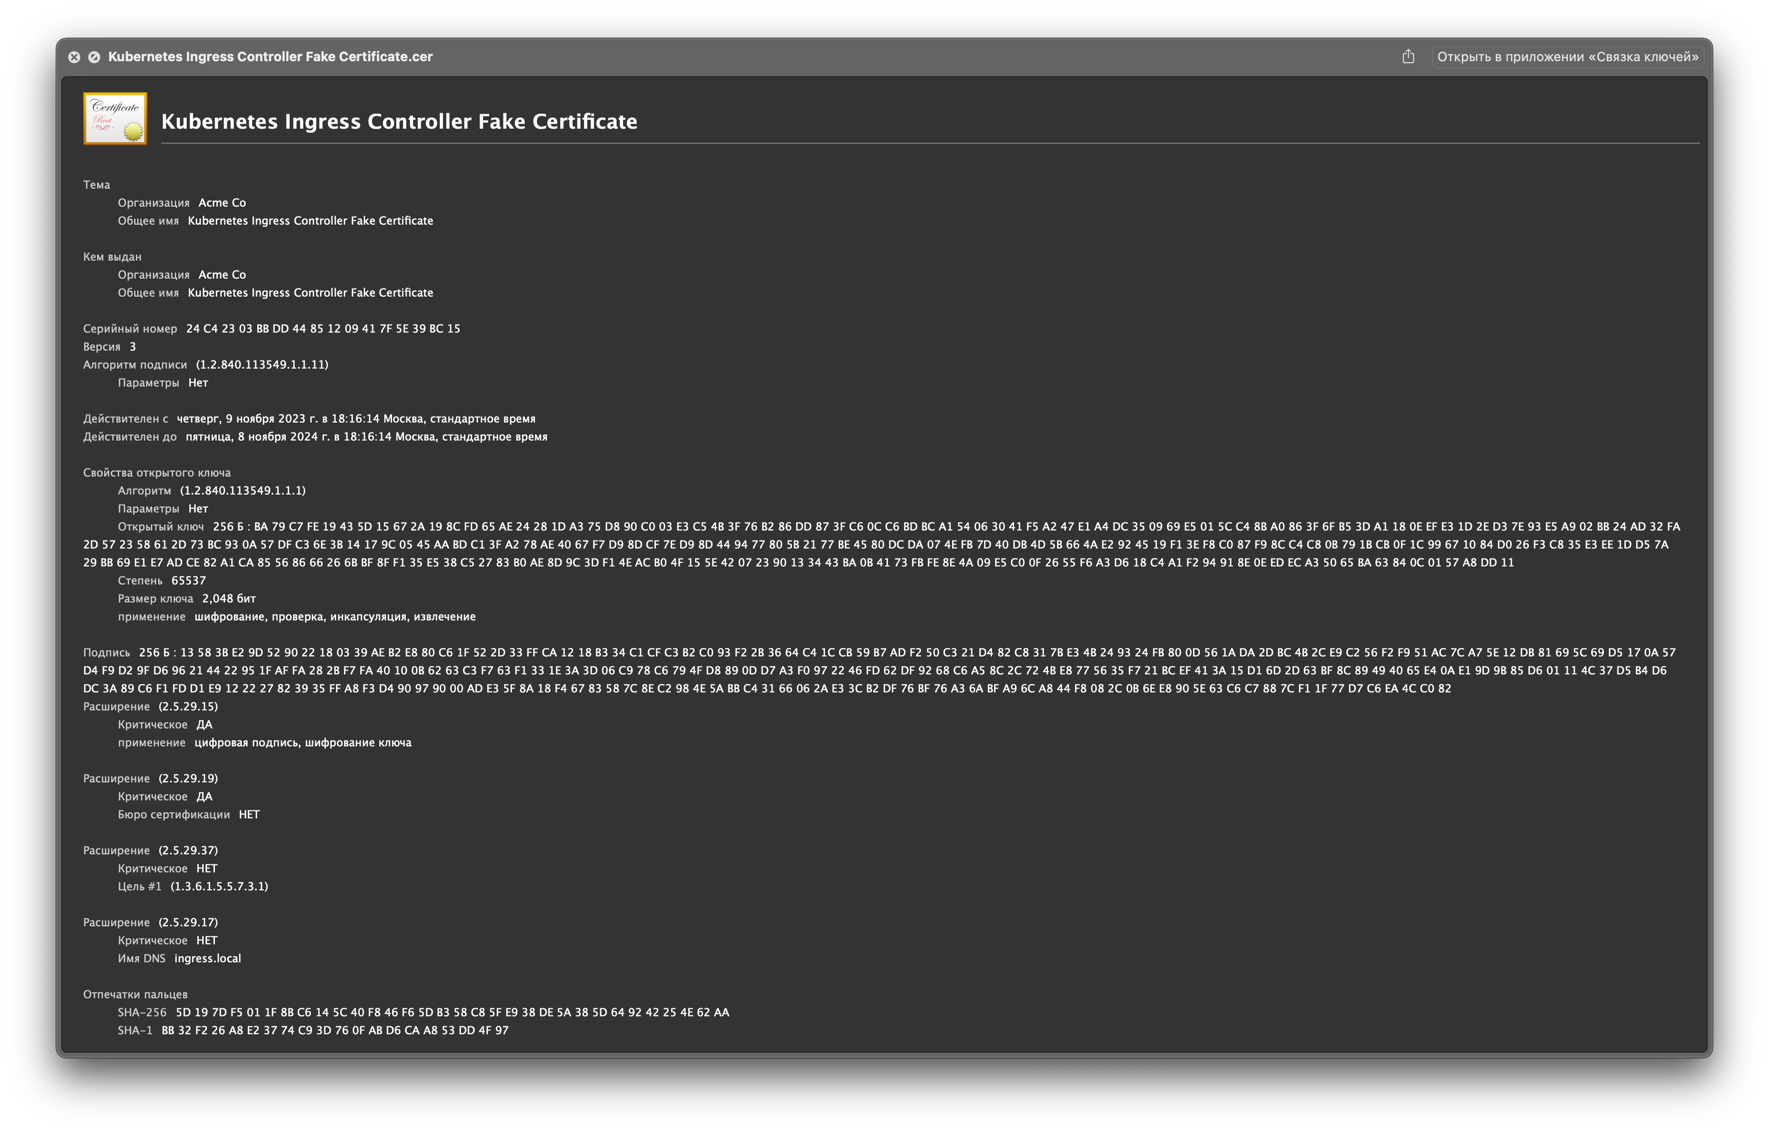 Kubernetes Ingress Controller Fake Certificate.cer
Открыть в приложении «Связка ключей»
Certificate
Root
Kubernetes Ingress Controller Fake Certificate
Тема
Организация Acme Co
Общее имя Kubernetes Ingress Controller Fake Certificate
Кем выдан
Организация Acme Co
Общее имя Kubernetes Ingress Controller Fake Certificate
Серийный номер 24 C4 23 03 BB DD 44 85 12 09 41 7F 5E 39 BC 15
Версия 3
Алгоритм подписи (1.2.840.113549.1.1.11)
Параметры Нет
Действителен с четверг, 9 ноября 2023 г. в 18:16:14 Москва, стандартное время
Действителен до пятница, 8 ноября 2024 г. в 18:16:14 Москва, стандартное время
Свойства открытого ключа
Алгоритм (1.2.840.113549.1.1.1)
Параметры Нет
Открытый ключ 256 Б : BA 79 C7 FE 19 43 5D 15 67 2A 19 8C FD 65 AE 24 28 1D A3 75 D8 90 C0 03 E3 C5 4B 3F 76 B2 86 DD 87 3F C6 0C C6 BD BC A1 54 06 30 41 F5 A2 47 E1 A4 DC 35 09 69 E5 01 5C C4 8B A0 86 3F 6F B5 3D A1 18 0E EF E3 1D 2E D3 7E 93 E5 A9 02 BB 24 AD 32 FA
2D 57 23 58 61 2D 73 BC 93 0A 57 DF C3 6E 3B 14 17 9C 05 45 AA BD C1 3F A2 78 AE 40 67 F7 D9 8D CF 7E D9 8D 44 94 77 80 5B 21 77 BE 45 80 DC DA 07 4E FB 7D 40 DB 4D 5B 66 4A E2 92 45 19 F1 3E F8 C0 87 F9 8C C4 C8 0B 79 1B CB 0F 1C 99 67 10 84 D0 26 F3 C8 35 E3 EE 1D D5 7A
29 BB 69 E1 E7 AD CE 82 A1 CA 85 56 86 66 26 6B BF 8F F1 35 E5 38 C5 27 83 B0 AE 8D 9C 3D F1 4E AC B0 4F 15 5E 42 07 23 90 13 34 43 BA 0B 41 73 FB FE 8E 4A 09 E5 C0 0F 26 55 F6 A3 D6 18 C4 A1 F2 94 91 8E 0E ED EC A3 50 65 BA 63 84 0C 01 57 A8 DD 11
Степень 65537
Размер ключа 2,048 бит
применение шифрование, проверка, инкапсуляция, извлечение
Подпись 256 Б : 13 58 3B E2 9D 52 90 22 18 03 39 AE B2 E8 80 C6 1F 52 2D 33 FF CA 12 18 B3 34 C1 CF C3 B2 C0 93 F2 2B 36 64 C4 1C CB 59 B7 AD F2 50 C3 21 D4 82 C8 31 7B E3 4B 24 93 24 FB 80 0D 56 1A DA 2D BC 4B 2C E9 C2 56 F2 F9 51 AC 7C A7 5E 12 DB 81 69 5C 69 D5 17 0A 57
D4 F9 D2 9F D6 96 21 44 22 95 1F AF FA 28 2B F7 FA 40 10 0B 62 63 C3 F7 63 F1 33 1E 3A 3D 06 C9 78 C6 79 4F D8 89 0D D7 A3 F0 97 22 46 FD 62 DF 92 68 C6 A5 8C 2C 72 4B E8 77 56 35 F7 21 BC EF 41 3A 15 D1 6D 2D 63 BF 8C 89 49 40 65 E4 0A E1 9D 9B 85 D6 01 11 4C 37 D5 B4 D6
DC 3A 89 C6 F1 FD D1 E9 12 22 27 82 39 35 FF A8 F3 D4 90 97 90 00 AD E3 5F 8A 18 F4 67 83 58 7C 8E C2 98 4E 5A BB C4 31 66 06 2A E3 3C B2 DF 76 BF 76 A3 6A BF A9 6C A8 44 F8 08 2C 0B 6E E8 90 5E 63 C6 C7 88 7C F1 1F 77 D7 C6 EA 4C C0 82
Расширение (2.5.29.15)
Критическое ДА
применение цифровая подпись, шифрование ключа
Расширение (2.5.29.19)
Критическое ДА
Бюро сертификации НЕТ
Расширение (2.5.29.37)
Критическое НЕТ
Цель #1 (1.3.6.1.5.5.7.3.1)
Расширение (2.5.29.17)
Критическое НЕТ
Имя DNS ingress.local
Отпечатки пальцев
SHA-256 5D 19 7D F5 01 1F 8B C6 14 5C 40 F8 46 F6 5D B3 58 C8 5F E9 38 DE 5A 38 5D 64 92 42 25 4E 62 AA
SHA-1 BB 32 F2 26 A8 E2 37 74 C9 3D 76 0F AB D6 CA A8 53 DD 4F 97